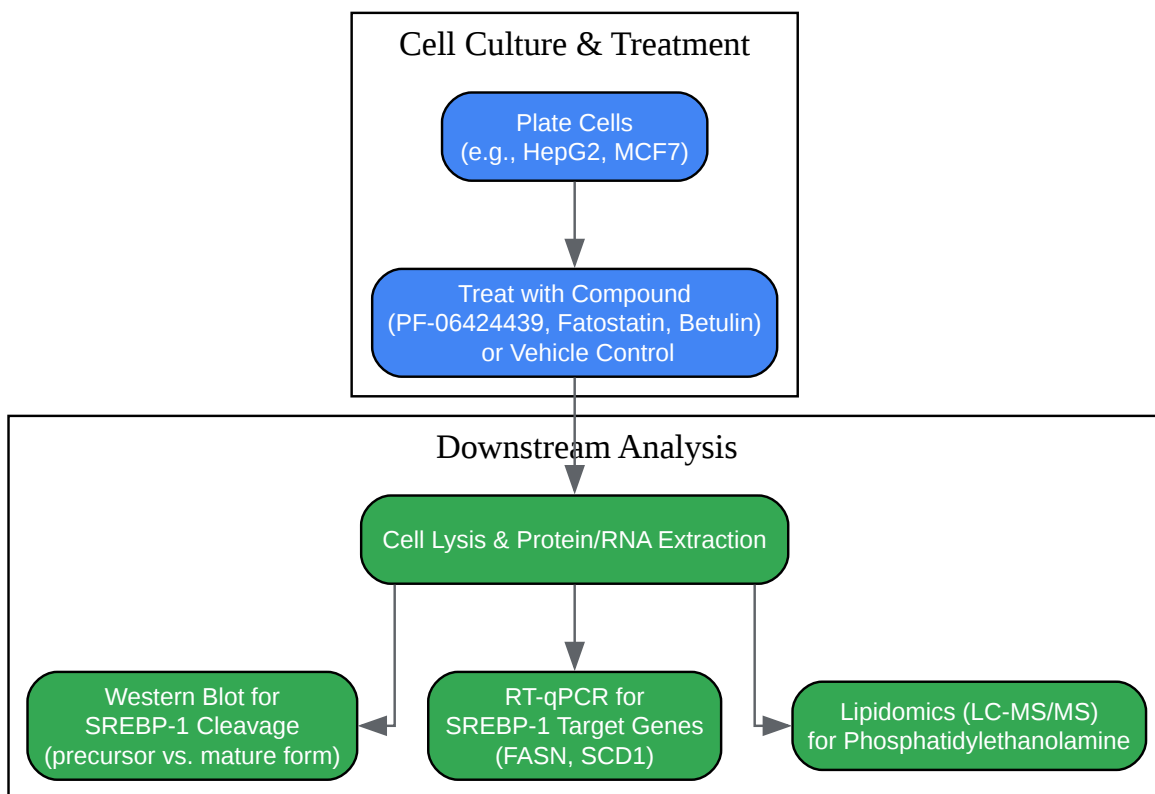 Cell Culture & Treatment
Plate Cells
(e.g., HepG2, MCF7)
Treat with Compound
(PF-06424439, Fatostatin, Betulin)
or Vehicle Control
Downstream Analysis
Cell Lysis & Protein/RNA Extraction
Western Blot for
SREBP-1 Cleavage
(precursor vs. mature form)
RT-qPCR for
SREBP-1 Target Genes
(FASN, SCD1)
Lipidomics (LC-MS/MS)
for Phosphatidylethanolamine